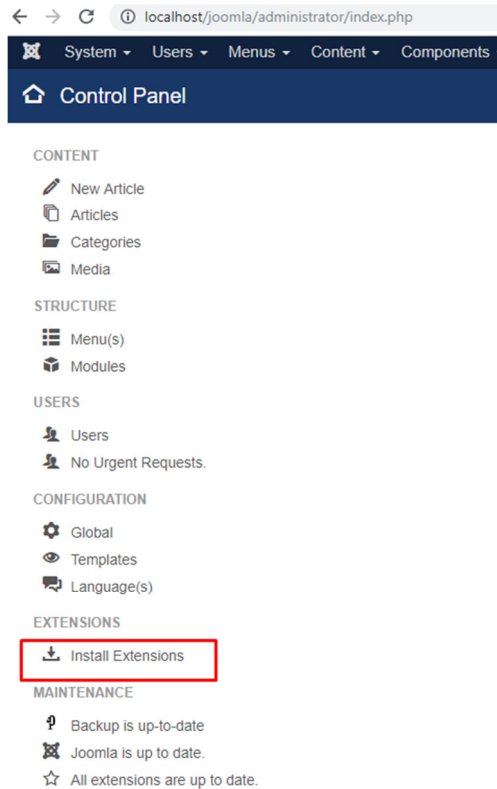 localhost/joomla/administrator/index.php
System Users Menus Content Components
Control Panel
CONTENT
New Article
Articles
Categories
Media
STRUCTURE
Menu(s)
Modules
USERS
Users
No Urgent Requests.
CONFIGURATION
Global
Templates
Language(s)
EXTENSIONS
Install Extensions
MAINTENANCE
Backup is up-to-date
Joomla is up to date.
All extensions are up to date.